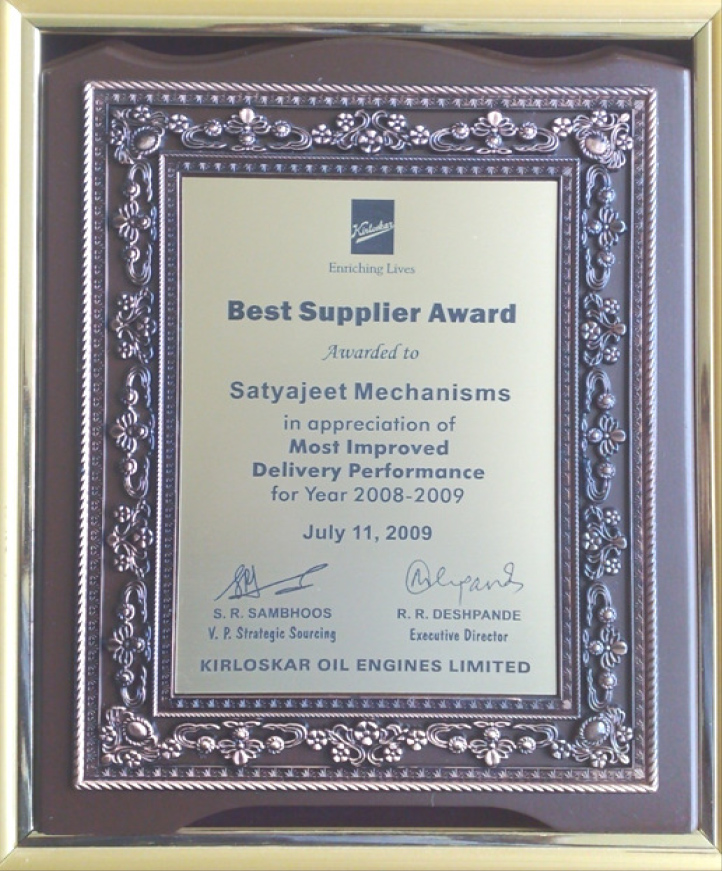 Kirloskar
Enriching Lives
Best Supplier Award
Awarded to
Satyajeet Mechanisms
in appreciation of
Most Improved
Delivery Performance
for Year 2008-2009
July 11, 2009
S. R. SAMBHOOS R. R. DESHPANDE
V. P. Strategic Sourcing Executive Director
KIRLOSKAR OIL ENGINES LIMITED